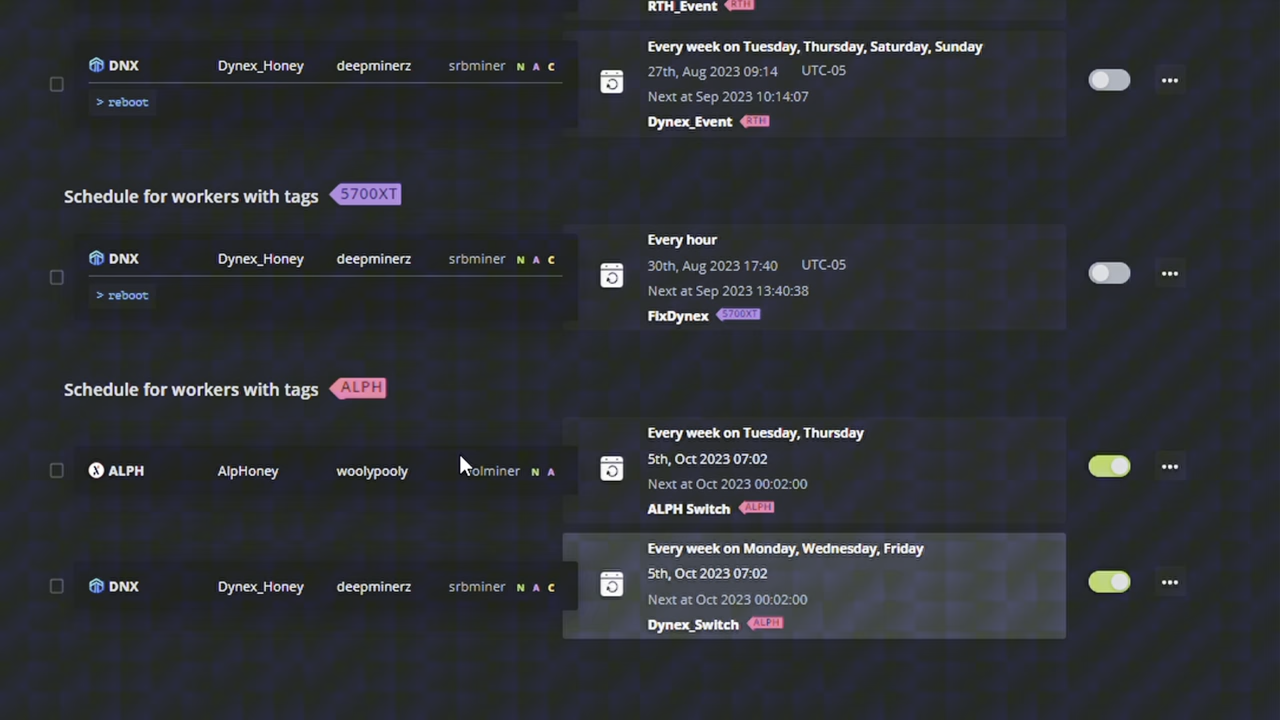 RTH_Event RTH
Every week on Tuesday, Thursday, Saturday, Sunday
DNX Dynex_Honey deepminerz srbminer N A C
27th, Aug 2023 09:14 UTC-05
Next at Sep 2023 10:14:07
> reboot
Dynex_Event RTH
Schedule for workers with tags 5700XT
Every hour
DNX Dynex_Honey deepminerz srbminer N A C
30th, Aug 2023 17:40 UTC-05
Next at Sep 2023 13:40:38
> reboot
FixDynex 5700XT
Schedule for workers with tags ALPH
Every week on Tuesday, Thursday
5th, Oct 2023 07:02
ALPH AlpHoney woolypooly N A
Next at Oct 2023 00:02:00
ALPH Switch ALPH
Every week on Monday, Wednesday, Friday
5th, Oct 2023 07:02
DNX Dynex_Honey deepminerz srbminer N A C
Next at Oct 2023 00:02:00
Dynex_Switch ALPH